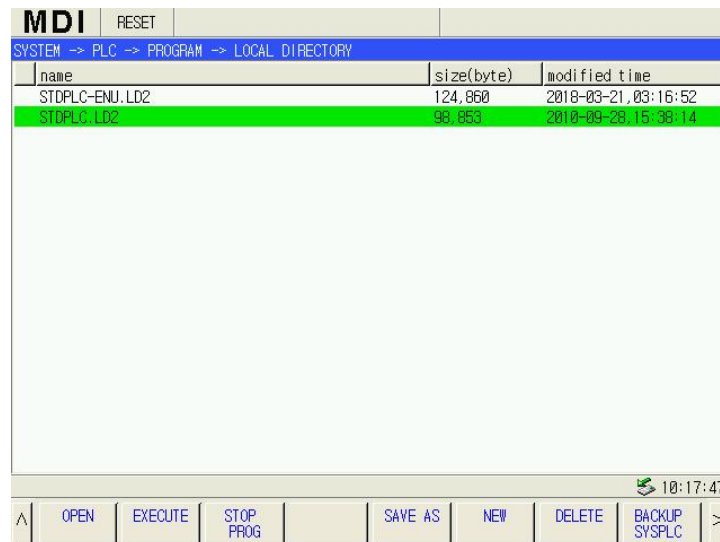 MDI RESET
SYSTEM -> PLC -> PROGRAM -> LOCAL DIRECTORY
name size(byte) modified time
STDPLC-ENU.LD2 124,860 2018-03-21,03:16:52
STDPLC.LD2 98,853 2010-09-28,15:38:14
10:17:47
^ OPEN EXECUTE STOP PROG SAVE AS NEW DELETE BACKUP SYSPLC >